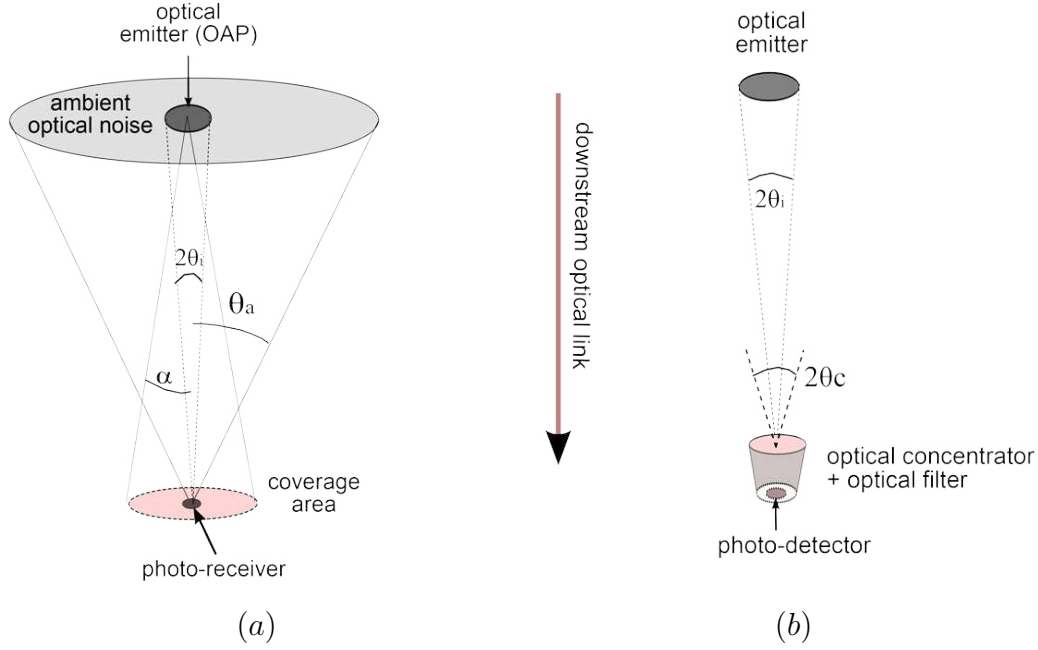 optical
emitter (OAP)
ambient
optical noise
2θi
θa
α
coverage
area
photo-receiver
(a)
downstream optical link
optical
emitter
2θi
2θc
optical concentrator
+ optical filter
photo-detector
(b)